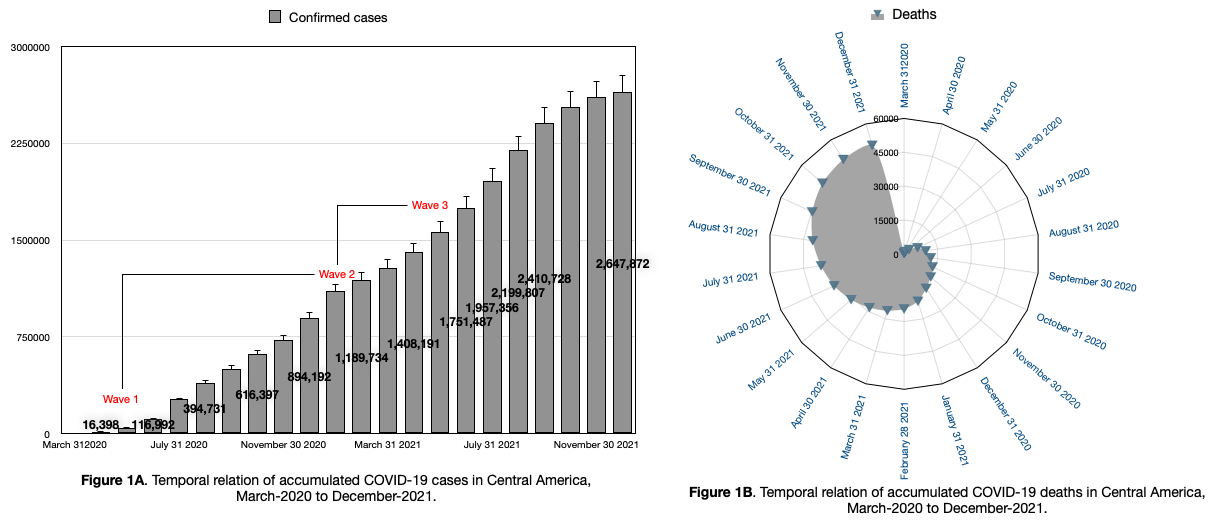 Confirmed cases
3000000
2250000
1500000
750000
0
Wave 1
Wave 2
Wave 3
16,398
116,992
394,731
616,397
894,192
1,189,734
1,408,191
1,751,487
1,957,356
2,199,807
2,410,728
2,647,872
March 312020
July 31 2020
November 30 2020
March 31 2021
July 31 2021
November 30 2021
Figure 1A. Temporal relation of accumulated COVID-19 cases in Central America,
March-2020 to December-2021.
Deaths
March 312020
April 30 2020
May 31 2020
June 30 2020
July 31 2020
August 31 2020
September 30 2020
October 31 2020
November 30 2020
December 31 2020
January 31 2021
February 28 2021
March 31 2021
April 30 2021
May 31 2021
June 30 2021
July 31 2021
August 31 2021
September 30 2021
October 31 2021
November 30 2021
December 31 2021
60000
45000
30000
15000
0
Figure 1B. Temporal relation of accumulated COVID-19 deaths in Central America,
March-2020 to December-2021.